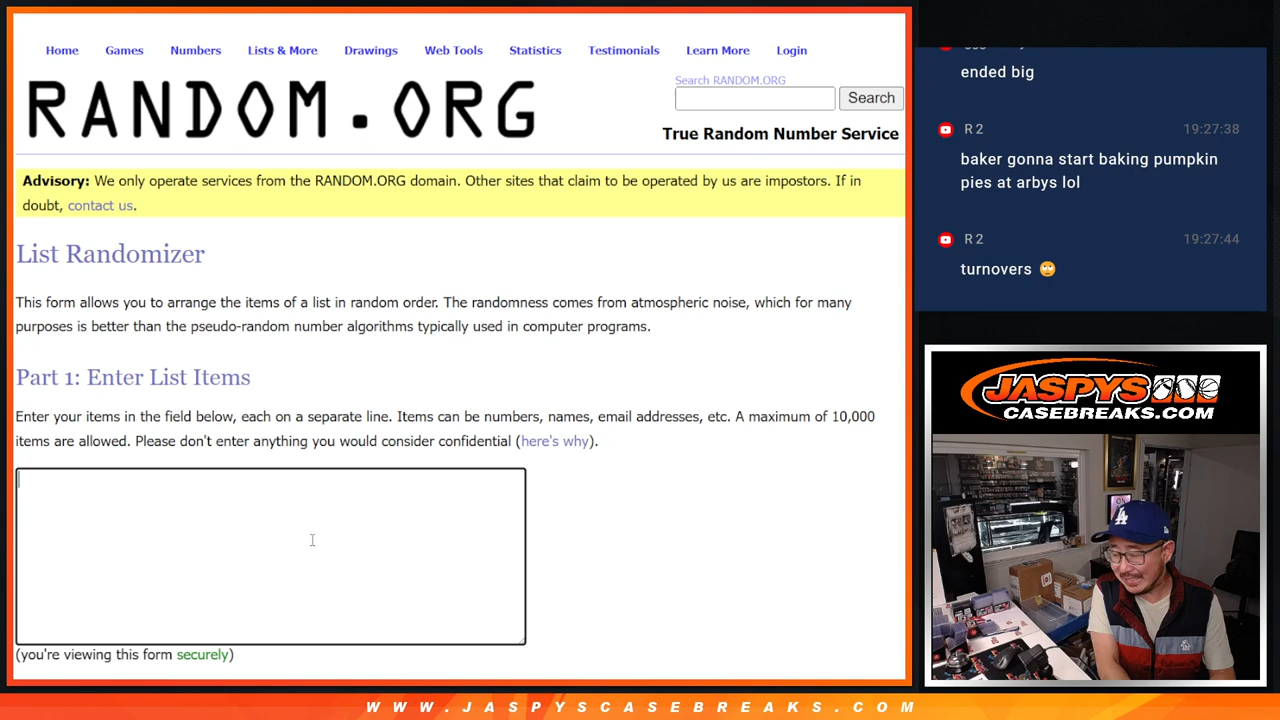 Home Games Numbers Lists & More Drawings Web Tools Statistics Testimonials Learn More Login
RANDOM.ORG
Search RANDOM.ORG
Search
True Random Number Service
Advisory: We only operate services from the RANDOM.ORG domain. Other sites that claim to be operated by us are impostors. If in
doubt, contact us.
List Randomizer
This form allows you to arrange the items of a list in random order. The randomness comes from atmospheric noise, which for many
purposes is better than the pseudo-random number algorithms typically used in computer programs.
Part 1: Enter List Items
Enter your items in the field below, each on a separate line. Items can be numbers, names, email addresses, etc. A maximum of 10,000
items are allowed. Please don't enter anything you would consider confidential (here's why).
(you're viewing this form securely)
ended big
R 2 19:27:38
baker gonna start baking pumpkin
pies at arbys lol
R 2 19:27:44
turnovers 🙄
JASPYS
CASEBREAKS.COM
LA
WWW.JASPYSCASEBREAKS.COM